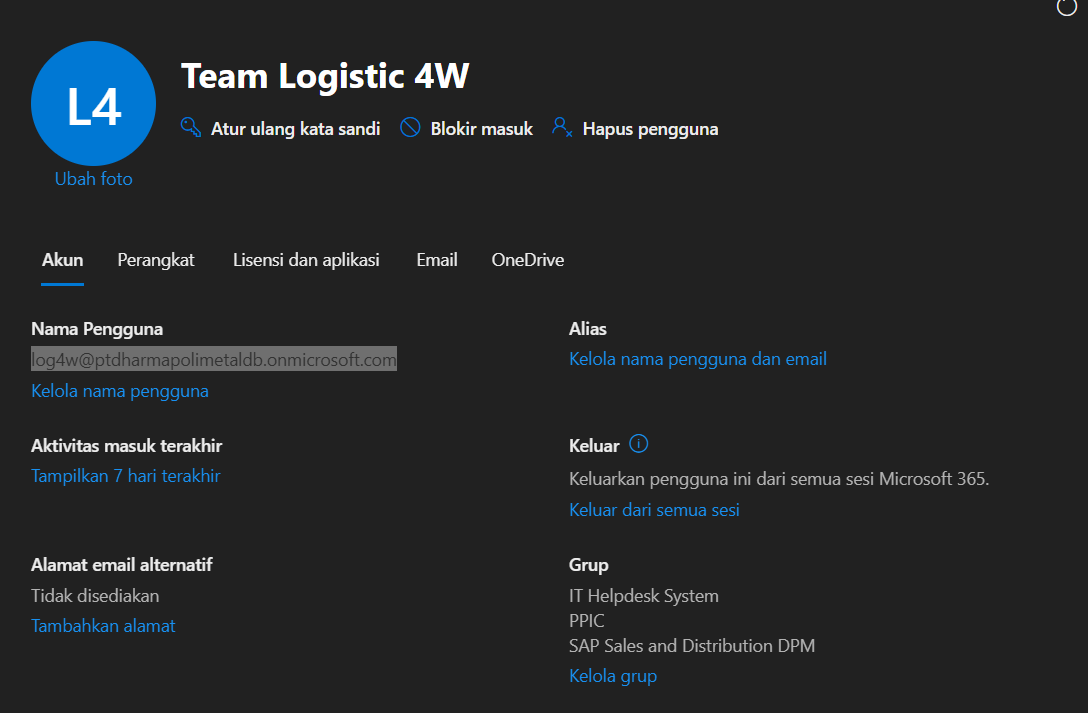 L4
Team Logistic 4W
Atur ulang kata sandi Blokir masuk Hapus pengguna
Ubah foto
Akun Perangkat Lisensi dan aplikasi Email OneDrive
Nama Pengguna
log4w@ptdharmapolimetaldb.onmicrosoft.com
Kelola nama pengguna
Alias
Kelola nama pengguna dan email
Aktivitas masuk terakhir
Tampilkan 7 hari terakhir
Keluar
Keluarkan pengguna ini dari semua sesi Microsoft 365.
Keluar dari semua sesi
Alamat email alternatif
Tidak disediakan
Tambahkan alamat
Grup
IT Helpdesk System
PPIC
SAP Sales and Distribution DPM
Kelola grup